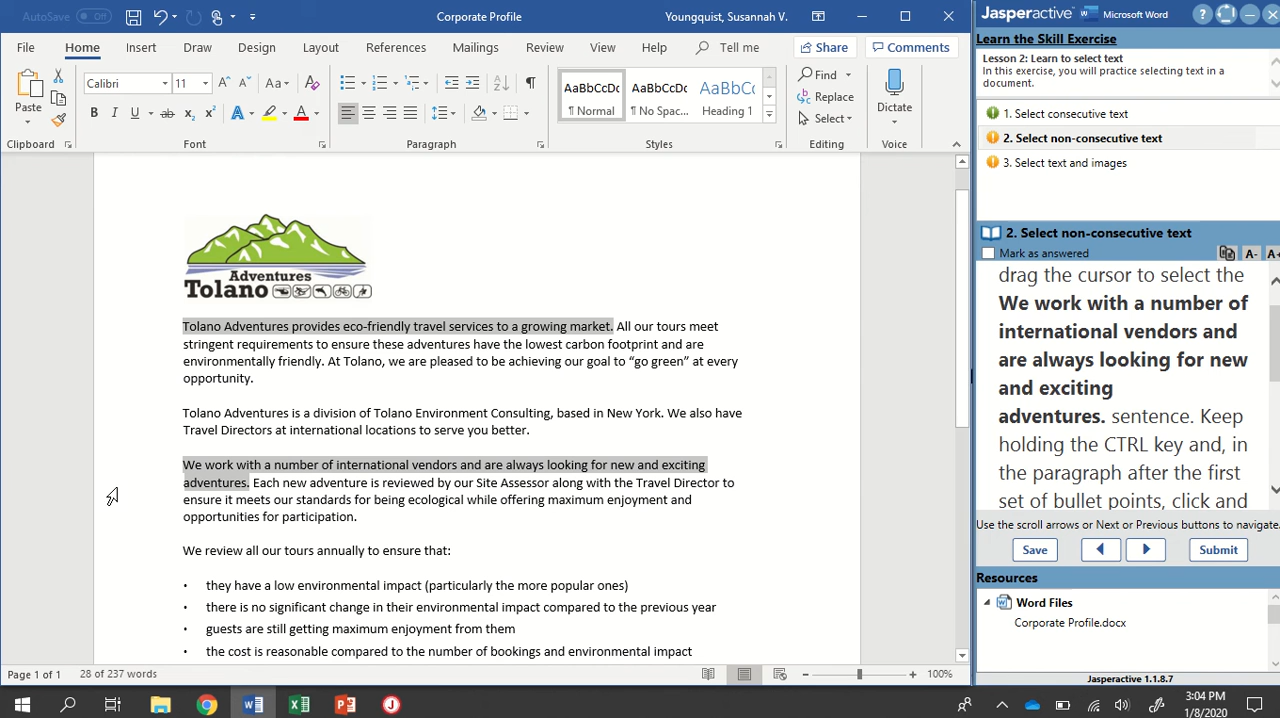 AutoSave Off
Corporate Profile
Youngquist, Susannah V.
File Home Insert Draw Design Layout References Mailings Review View Help Tell me Share Comments
Paste
Calibri 11
Clipboard
Font
Paragraph
AaBbCcDc AaBbCcDc AaBbCc
¶ Normal ¶ No Spac... Heading 1
Styles
Find
Replace
Select
Editing
Dictate
Voice
Adventures
Tolano
Tolano Adventures provides eco-friendly travel services to a growing market. All our tours meet
stringent requirements to ensure these adventures have the lowest carbon footprint and are
environmentally friendly. At Tolano, we are pleased to be achieving our goal to “go green” at every
opportunity.
Tolano Adventures is a division of Tolano Environment Consulting, based in New York. We also have
Travel Directors at international locations to serve you better.
We work with a number of international vendors and are always looking for new and exciting
adventures. Each new adventure is reviewed by our Site Assessor along with the Travel Director to
ensure it meets our standards for being ecological while offering maximum enjoyment and
opportunities for participation.
We review all our tours annually to ensure that:
• they have a low environmental impact (particularly the more popular ones)
• there is no significant change in their environmental impact compared to the previous year
• guests are still getting maximum enjoyment from them
• the cost is reasonable compared to the number of bookings and environmental impact
Page 1 of 1 28 of 237 words
100%
Jasperactive Microsoft Word
Learn the Skill Exercise
Lesson 2: Learn to select text
In this exercise, you will practice selecting text in a
document.
1. Select consecutive text
2. Select non-consecutive text
3. Select text and images
2. Select non-consecutive text
Mark as answered A- A+
drag the cursor to select the
We work with a number of
international vendors and
are always looking for new
and exciting
adventures. sentence. Keep
holding the CTRL key and, in
the paragraph after the first
set of bullet points, click and
Use the scroll arrows or Next or Previous buttons to navigate.
Save Submit
Resources
Word Files
Corporate Profile.docx
Jasperactive 1.1.8.7
3:04 PM
1/8/2020